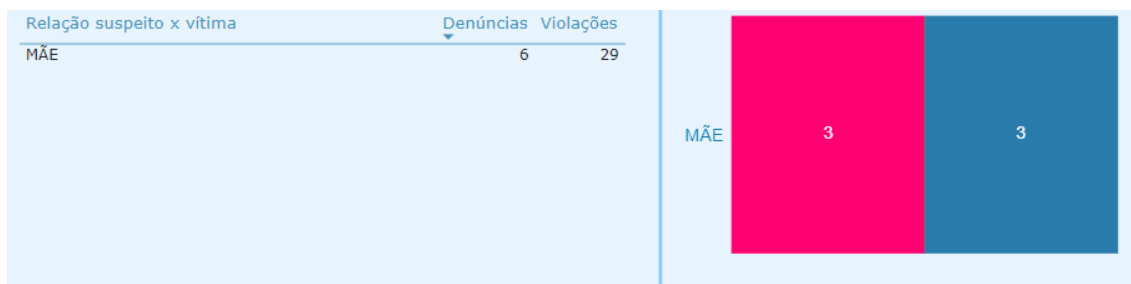 Relação suspeito x vítima Denúncias Violações
MÃE 6 29
MÃE 3 3